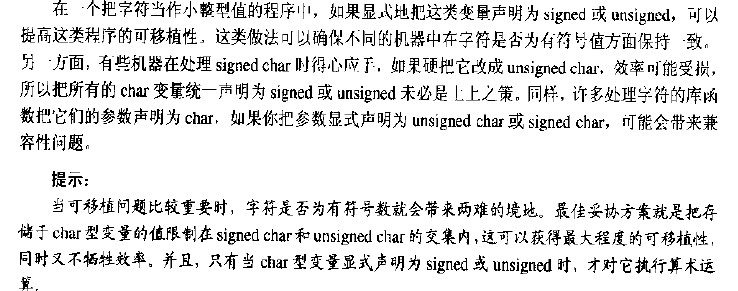 在一个把字符当作小整型值的程序中，如果显式地把这类变量声明为 signed 或 unsigned，可以
提高这类程序的可移植性。这类做法可以确保不同的机器中在字符是否为有符号值方面保持一致。
另一方面，有些机器在处理 signed char 时得心应手，如果硬把它改成 unsigned char，效率可能受损，
所以把所有的 char 变量统一声明为 signed 或 unsigned 未必是上上之策。同样，许多处理字符的库函
数把它们的参数声明为 char，如果你把参数显式声明为 unsigned char 或 signed char，可能会带来兼
容性问题。
提示：
当可移植问题比较重要时，字符是否为有符号数就会带来两难的境地。最佳妥协方案就是把存
储于 char 型变量的值限制在 signed char 和 unsigned char 的交集内，这可以获得最大程度的可移植性，
同时又不牺牲效率。并且，只有当 char 型变量显式声明为 signed 或 unsigned 时，才对它执行算术运
算。